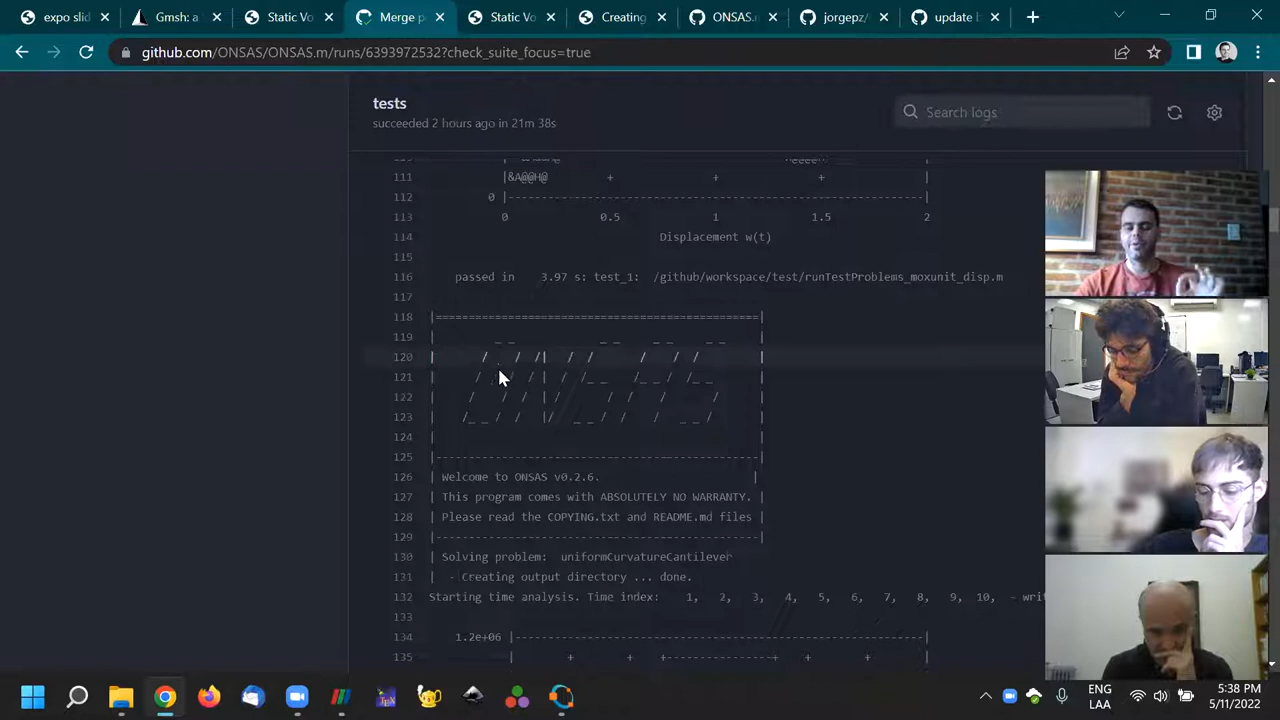 expo slid
Gmsh: a
Static Vo
Merge p
Static Vo
Creating
ONSAS.m
jorgepz/
update b
github.com/ONSAS/ONSAS.m/runs/6393972532?check_suite_focus=true
tests
succeeded 2 hours ago in 21m 38s
Search logs
111 |&A@@H@ + + + |
112 0 |------------------------------------------------|
113 0 0.5 1 1.5 2
114 Displacement w(t)
115
116 passed in 3.97 s: test_1: /github/workspace/test/runTestProblems_moxunit_disp.m
117
118 |=============================================|
119
120
121
122
123
124
125 |---------------------------------------------|
126 | Welcome to ONSAS v0.2.6. |
127 | This program comes with ABSOLUTELY NO WARRANTY. |
128 | Please read the COPYING.txt and README.md files |
129 |---------------------------------------------|
130 | Solving problem: uniformCurvatureCantilever
131 | - Creating output directory ... done.
132 Starting time analysis. Time index: 1, 2, 3, 4, 5, 6, 7, 8, 9, 10, - writ
133
134 1.2e+06 |------------------------------------------------|
135 | + + +---------------+ + + |
ENG
LAA
5:38 PM
5/11/2022